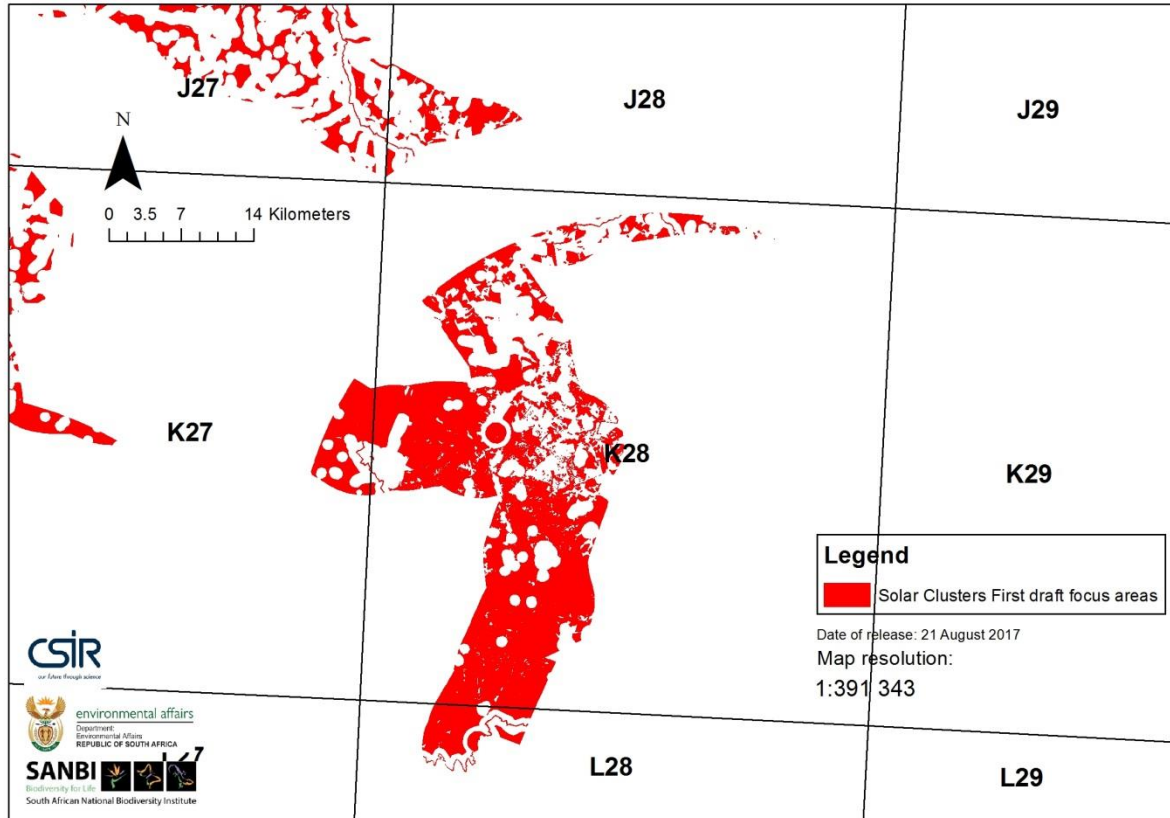 J27
J28
J29
N
0 3.5 7 14 Kilometers
K27
K28
K29
Legend
Solar Clusters First draft focus areas
Date of release: 21 August 2017
Map resolution:
1:391 343
CSIR
our future through science
environmental affairs
Department:
Environmental Affairs
REPUBLIC OF SOUTH AFRICA
SANBI
Biodiversity for Life
South African National Biodiversity Institute
L28
L29